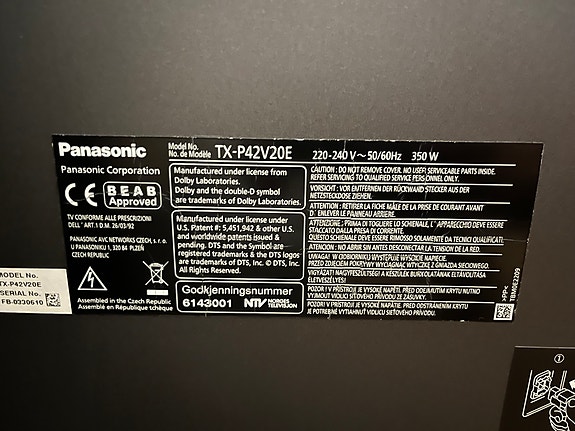 Panasonic
Model No.
No. de Modèle
TX-P42V20E
220-240 V ~ 50/60Hz 350 W
Panasonic Corporation
CE
BEAB
Approved
TV CONFORME ALLE PRESCRIZIONI
DELL' ART.1 D.M. 26/03/92
PANASONIC AVC NETWORKS CZECH, s.r.o.
U PANASONIKU 1, 320 84 PLZEŇ
CZECH REPUBLIC
Assembled in the Czech Republic
Assemblé en République tchèque
Manufactured under license from
Dolby Laboratories.
Dolby and the double-D symbol
are trademarks of Dolby Laboratories.
Manufactured under license under
U.S. Patent #: 5,451,942 & other U.S.
and worldwide patents issued &
pending. DTS and the Symbol are
registered trademarks & the DTS logos
are trademarks of DTS, Inc. © DTS, Inc.
All Rights Reserved.
Godkjenningsnummer
6143001 NTV NORGES
TELEVISJON
CAUTION : DO NOT REMOVE COVER. NO USER SERVICEABLE PARTS INSIDE.
REFER SERVICING TO QUALIFIED SERVICE PERSONNEL ONLY.
VORSICHT : VOR ENTFERNEN DER RÜCKWAND STECKER AUS DER
NETZSTECKDOSE ZIEHEN.
ATTENTION : RETIRER LA FICHE MÂLE DE LA PRISE DE COURANT AVANT
D' ENLEVER LE PANNEAU ARRIERE.
ATTENZIONE : PRIMA DI TOGLIERE LO SCHIENALE, L' APPARECCHIO DEVE ESSERE
STACCATO DALLA PRESA DI CORRENTE.
QUESTO SCHIENALE DEVE ESSERE RIMOSSO SOLAMENTE DA TECNICI QUALIFICATI.
ATENCION : NO ABRIR SIN ANTES DESCONECTAR LA TENSION DE LA RED.
UWAGA! W ODBIORNIKU WYSTĘPUJE WYSOKIE NAPIĘCIE.
PRZED ZDJĘCIEM POKRYWY WYCIĄGNĄĆ WTYCZKĘ Z GNIAZDA SIECIOWEGO.
VIGYÁZAT! NAGYFESZÜLTSÉG! A KÉSZÜLÉK BURKOLATÁNAK ELTÁVOLÍTÁSA
ÉLETVESZÉLYES!
POZOR ! V PŘÍSTROJI JE VYSOKÉ NAPĚTÍ. PŘED ODEJMUTÍM KRYTU NUTNO
VYJMOUT VIDLICI SÍŤOVÉHO PŘÍVODU ZE ZÁSUVKY.
POZOR ! V PRÍSTROJI JE VYSOKÉ NAPÄTIE. PRED ODSTRÁNENÍM KRYTU JE
POTREBNÉ VYTIAHNUŤ VIDLICU SIEŤOVÉHO PRÍVODU.
>PP<
TBM0E3209
MODEL No.
TX-P42V20E
SERIAL No.
FB-0330610
①